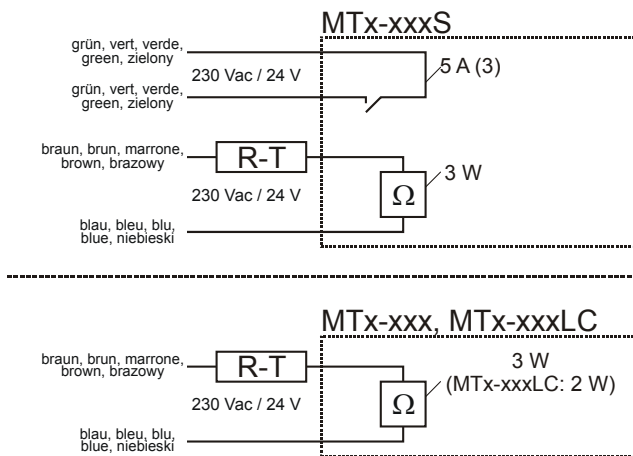 MTx-xxxS
grün, vert, verde,
green, zielony
230 Vac / 24 V
5 A (3)
grün, vert, verde,
green, zielony
braun, brun, marrone,
brown, brazowy
R-T
3 W
Ω
230 Vac / 24 V
blau, bleu, blu,
blue, niebieski
MTx-xxx, MTx-xxxLC
braun, brun, marrone,
brown, brazowy
R-T
3 W
(MTx-xxxLC: 2 W)
Ω
230 Vac / 24 V
blau, bleu, blu,
blue, niebieski